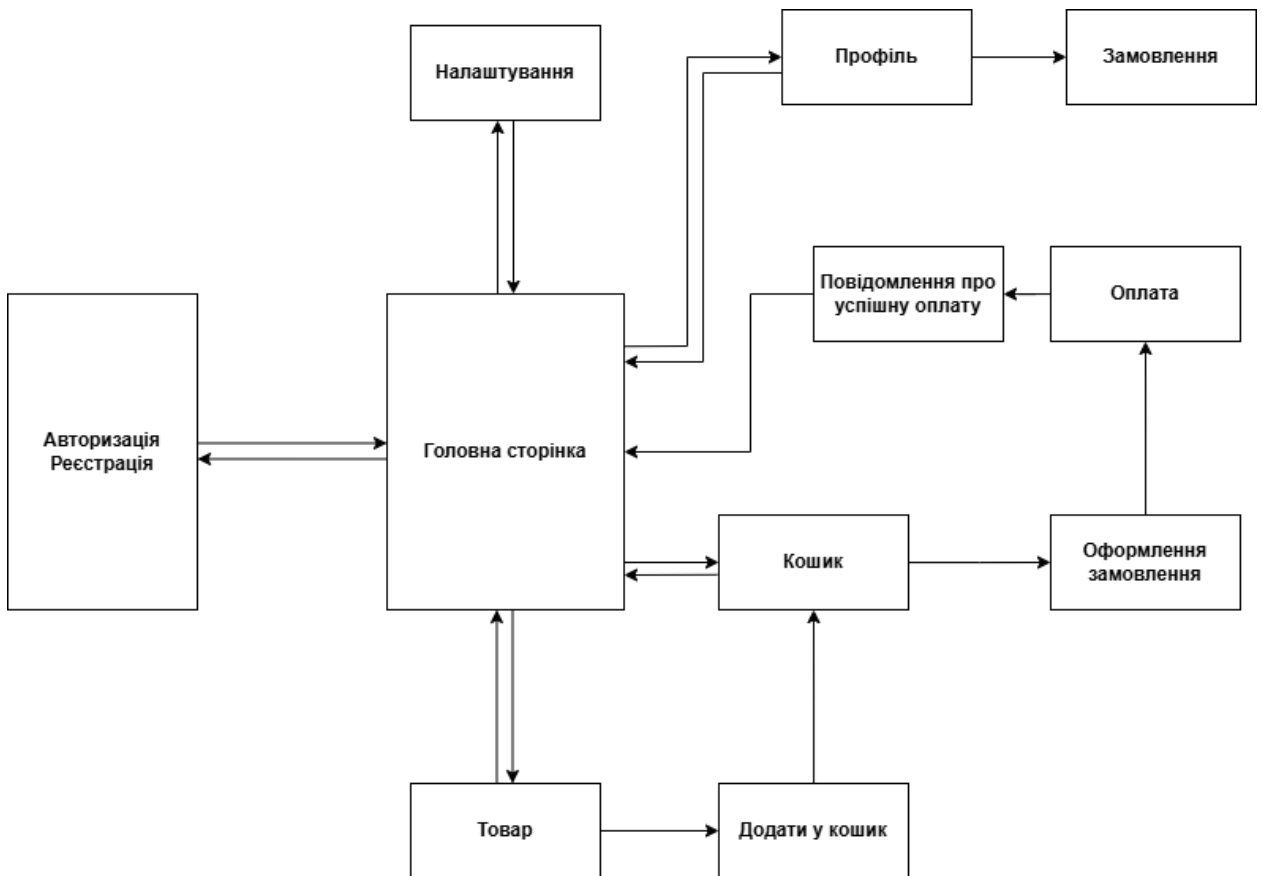 Налаштування
Профіль
Замовлення
Повідомлення про
успішну оплату
Оплата
Авторизація
Реєстрація
Головна сторінка
Кошик
Оформлення
замовлення
Товар
Додати у кошик